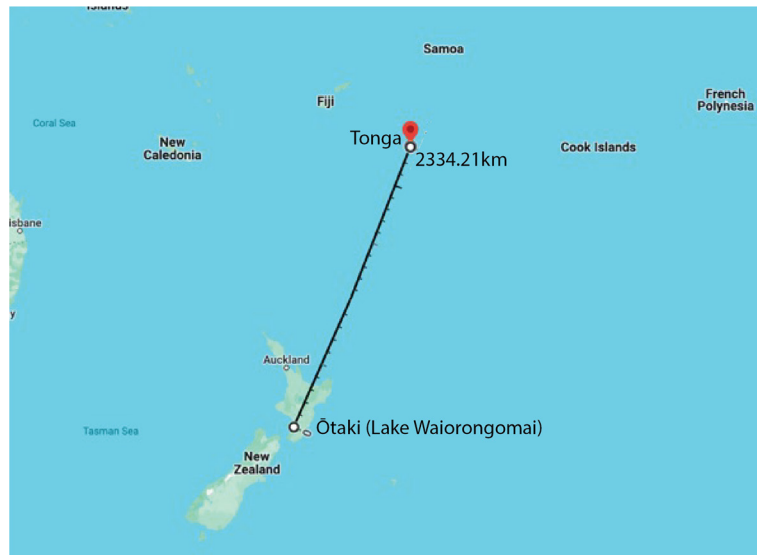 Islands
Samoa
Fiji
French
Polynesia
Coral Sea
New
Caledonia
Tonga
2334.21km
Cook Islands
isbane
y
Auckland
Ōtaki (Lake Waiorongomai)
Tasman Sea
New
Zealand